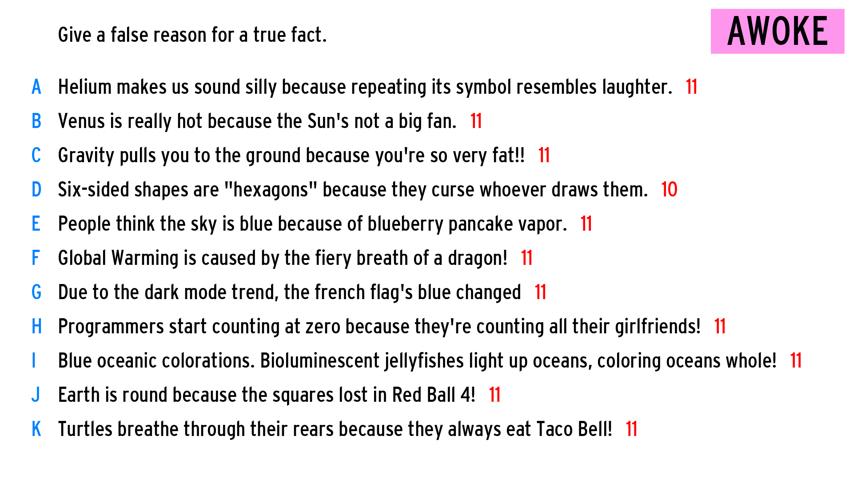 Give a false reason for a true fact.
AWOKE
A Helium makes us sound silly because repeating its symbol resembles laughter. 11
B Venus is really hot because the Sun's not a big fan. 11
C Gravity pulls you to the ground because you're so very fat!! 11
D Six-sided shapes are "hexagons" because they curse whoever draws them. 10
E People think the sky is blue because of blueberry pancake vapor. 11
F Global Warming is caused by the fiery breath of a dragon! 11
G Due to the dark mode trend, the french flag's blue changed 11
H Programmers start counting at zero because they're counting all their girlfriends! 11
I Blue oceanic colorations. Bioluminescent jellyfishes light up oceans, coloring oceans whole! 11
J Earth is round because the squares lost in Red Ball 4! 11
K Turtles breathe through their rears because they always eat Taco Bell! 11